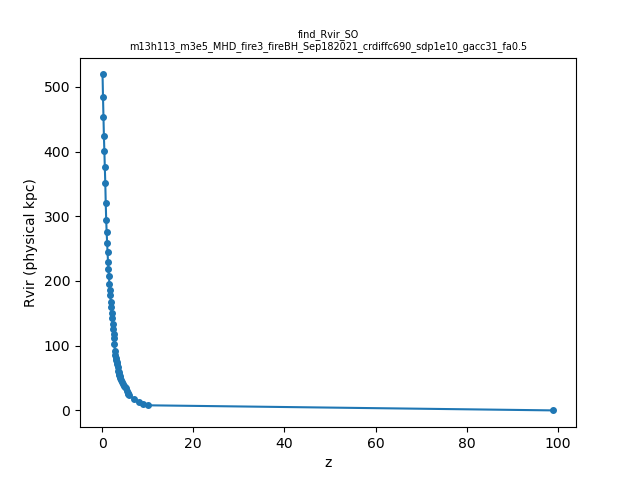 find_Rvir_SO
m13h113_m3e5_MHD_fire3_fireBH_Sep182021_crdiffc690_sdp1e10_gacc31_fa0.5
500
400
300
200
100
0
Rvir (physical kpc)
0 20 40 60 80 100
z